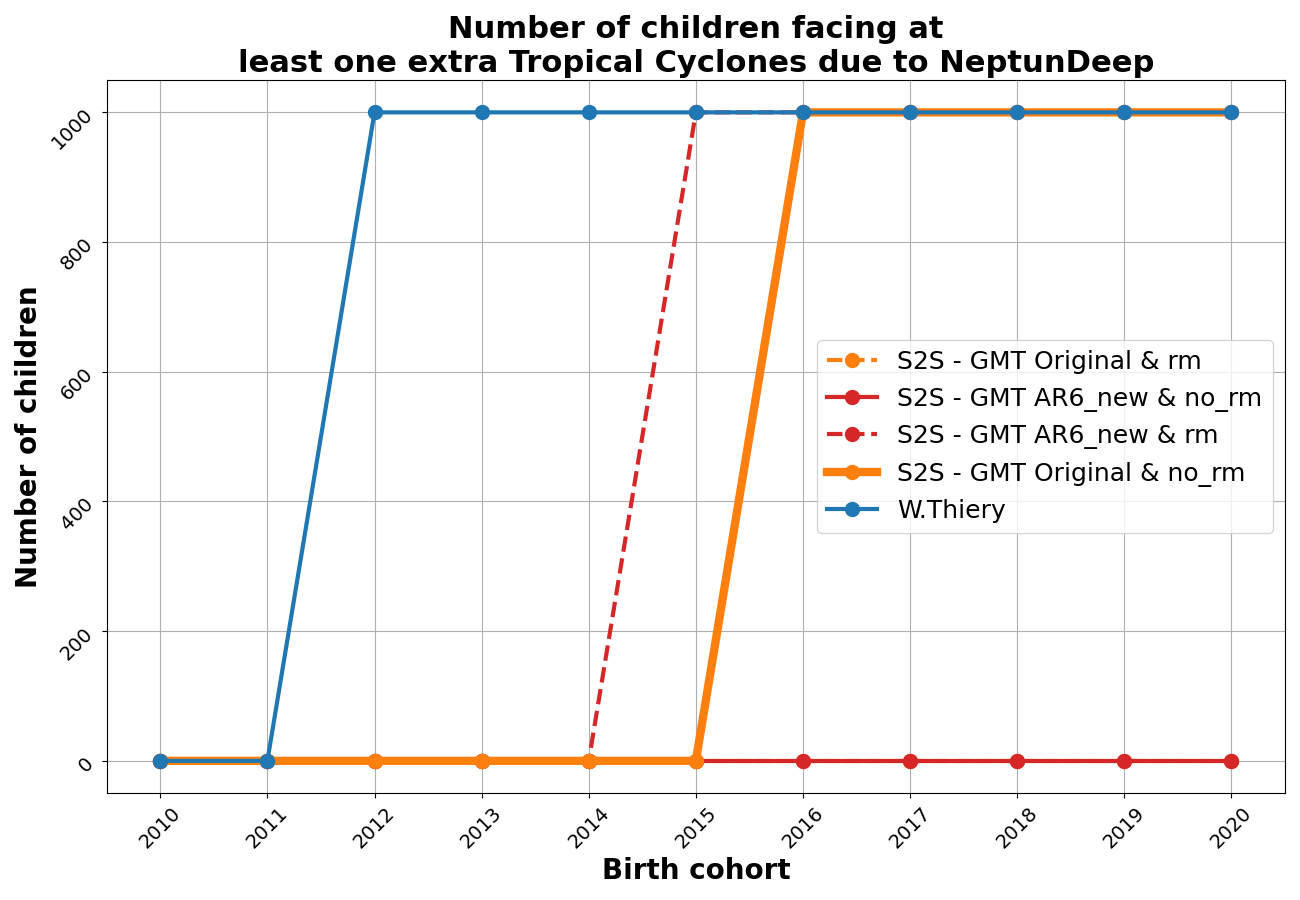 Number of children facing at
least one extra Tropical Cyclones due to NeptunDeep
Number of children
1000
800
600
400
200
0
S2S - GMT Original & rm
S2S - GMT AR6_new & no_rm
S2S - GMT AR6_new & rm
S2S - GMT Original & no_rm
W.Thiery
2010 2011 2012 2013 2014 2015 2016 2017 2018 2019 2020
Birth cohort